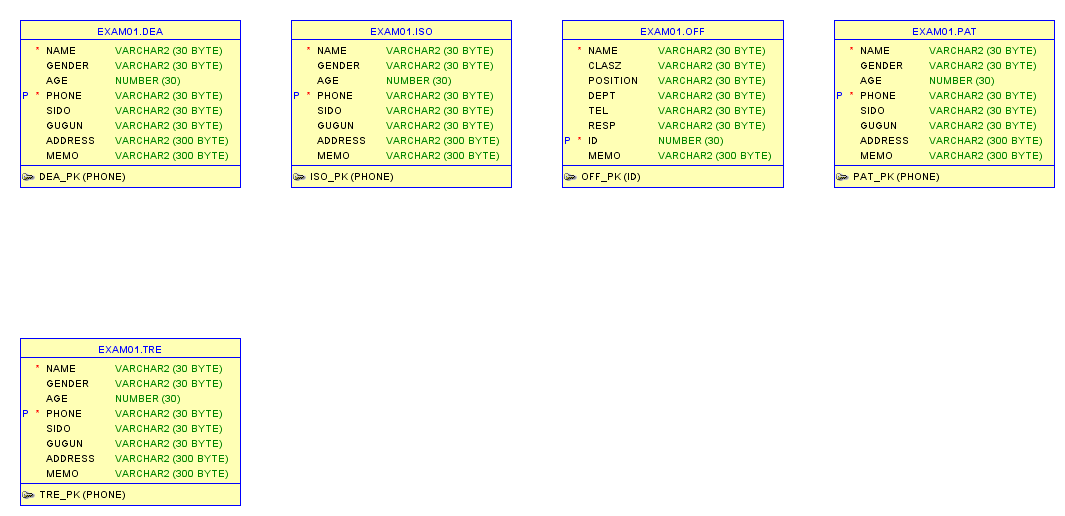 EXAM01.DEA
* NAME VARCHAR2 (30 BYTE)
GENDER VARCHAR2 (30 BYTE)
AGE NUMBER (30)
P * PHONE VARCHAR2 (30 BYTE)
SIDO VARCHAR2 (30 BYTE)
GUGUN VARCHAR2 (30 BYTE)
ADDRESS VARCHAR2 (300 BYTE)
MEMO VARCHAR2 (300 BYTE)
DEA_PK (PHONE)
EXAM01.ISO
* NAME VARCHAR2 (30 BYTE)
GENDER VARCHAR2 (30 BYTE)
AGE NUMBER (30)
P * PHONE VARCHAR2 (30 BYTE)
SIDO VARCHAR2 (30 BYTE)
GUGUN VARCHAR2 (30 BYTE)
ADDRESS VARCHAR2 (300 BYTE)
MEMO VARCHAR2 (300 BYTE)
ISO_PK (PHONE)
EXAM01.OFF
* NAME VARCHAR2 (30 BYTE)
CLASZ VARCHAR2 (30 BYTE)
POSITION VARCHAR2 (30 BYTE)
DEPT VARCHAR2 (30 BYTE)
TEL VARCHAR2 (30 BYTE)
RESP VARCHAR2 (30 BYTE)
P * ID NUMBER (30)
MEMO VARCHAR2 (300 BYTE)
OFF_PK (ID)
EXAM01.PAT
* NAME VARCHAR2 (30 BYTE)
GENDER VARCHAR2 (30 BYTE)
AGE NUMBER (30)
P * PHONE VARCHAR2 (30 BYTE)
SIDO VARCHAR2 (30 BYTE)
GUGUN VARCHAR2 (30 BYTE)
ADDRESS VARCHAR2 (300 BYTE)
MEMO VARCHAR2 (300 BYTE)
PAT_PK (PHONE)
EXAM01.TRE
* NAME VARCHAR2 (30 BYTE)
GENDER VARCHAR2 (30 BYTE)
AGE NUMBER (30)
P * PHONE VARCHAR2 (30 BYTE)
SIDO VARCHAR2 (30 BYTE)
GUGUN VARCHAR2 (30 BYTE)
ADDRESS VARCHAR2 (300 BYTE)
MEMO VARCHAR2 (300 BYTE)
TRE_PK (PHONE)